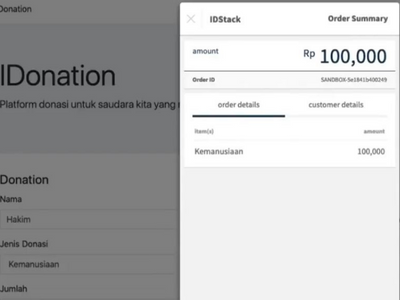 Donation
IDonation
Platform donasi untuk saudara kita yang
Donation
Nama
Hakim
Jenis Donasi
Kemanusiaan
Jumlah
IDStack
Order Summary
amount
Rp 100,000
Order ID
SANDBOX-5e1841b400249
order details
customer details
item(s)
amount
Kemanusiaan
100,000